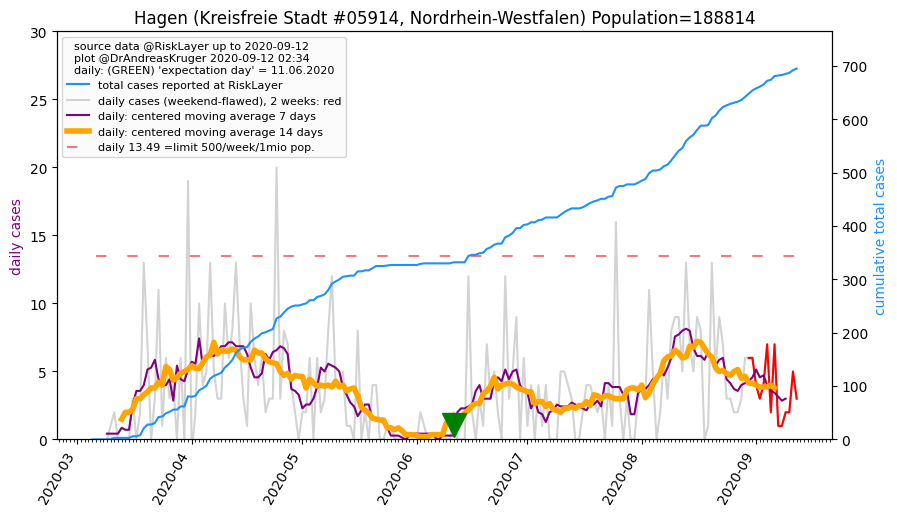 Hagen (Kreisfreie Stadt #05914, Nordrhein-Westfalen) Population=188814
source data @RiskLayer up to 2020-09-12
plot @DrAndreasKruger 2020-09-12 02:34
daily: (GREEN) 'expectation day' = 11.06.2020
total cases reported at RiskLayer
daily cases (weekend-flawed), 2 weeks: red
daily: centered moving average 7 days
daily: centered moving average 14 days
daily 13.49 =limit 500/week/1mio pop.
daily cases
30
25
20
15
10
5
0
cumulative total cases
700
600
500
400
300
200
100
0
2020-03
2020-04
2020-05
2020-06
2020-07
2020-08
2020-09